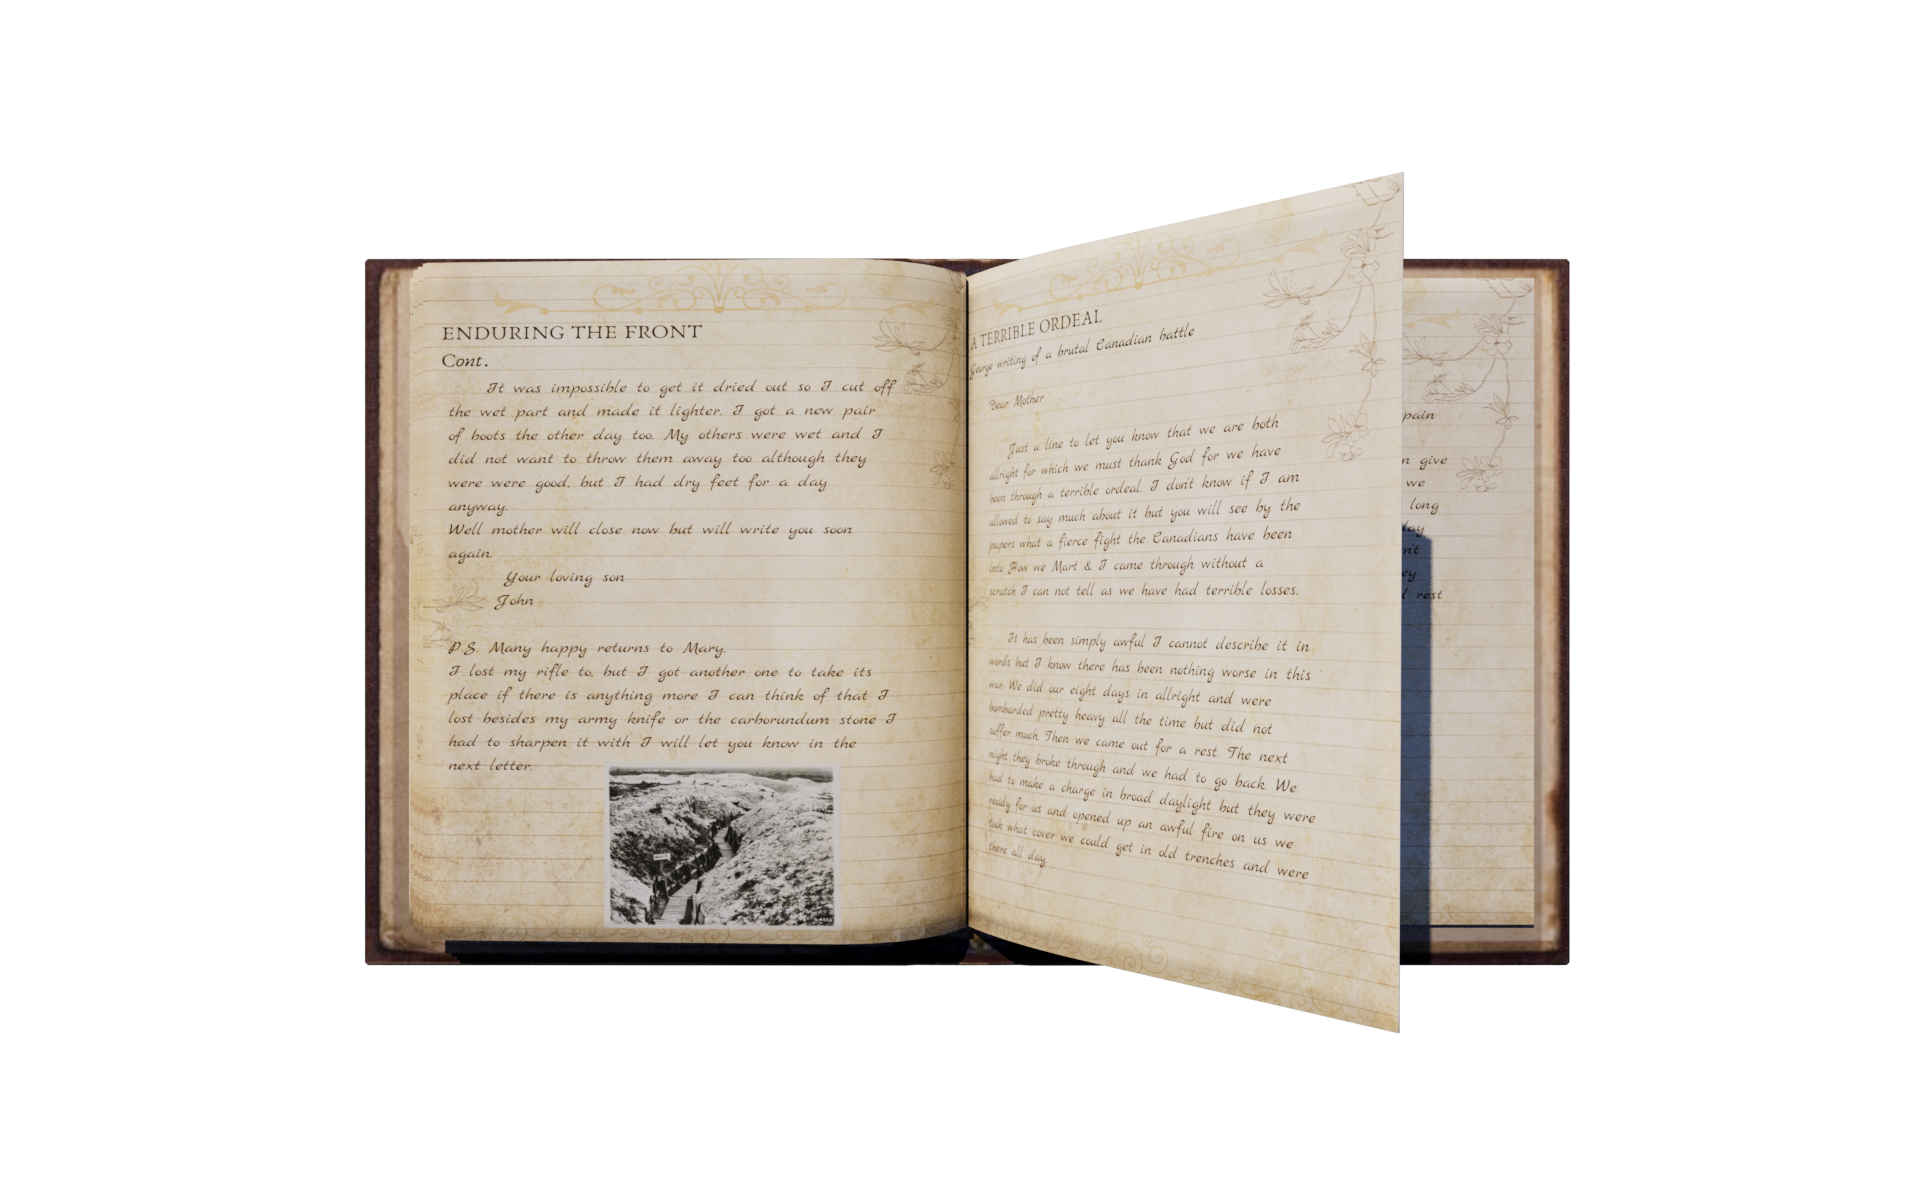 ENDURING THE FRONT
Cont.
It was impossible to get it dried out so I cut off
the wet part and made it lighter. I got a new pair
of boots the other day too. My others were wet and I
did not want to throw them away too although they
were were good, but I had dry feet for a day
anyway.
Well mother will close now but will write you soon
again.
Your loving son
John
P.S. Many happy returns to Mary.
I lost my rifle to, but I got another one to take its
place if there is anything more I can think of that I
lost besides my army knife or the carborundum stone I
had to sharpen it with I will let you know in the
next letter.
A TERRIBLE ORDEAL
George writing of a brutal Canadian battle
Dear Mother
Just a line to let you know that we are both
allright for which we must thank God for we have
been through a terrible ordeal. I don't know if I am
allowed to say much about it but you will see by the
papers what a fierce fight the Canadians have been
into. How we Mart & I came through without a
scratch I can not tell as we have had terrible losses.
It has been simply awful I cannot describe it in
words but I know there has been nothing worse in this
war. We did our eight days in allright and were
bombarded pretty heavy all the time but did not
suffer much. Then we came out for a rest. The next
night they broke through and we had to go back. We
had to make a charge in broad daylight but they were
ready for us and opened up an awful fire on us we
took what cover we could get in old trenches and were
there all day.
pain
give
we
long
rest